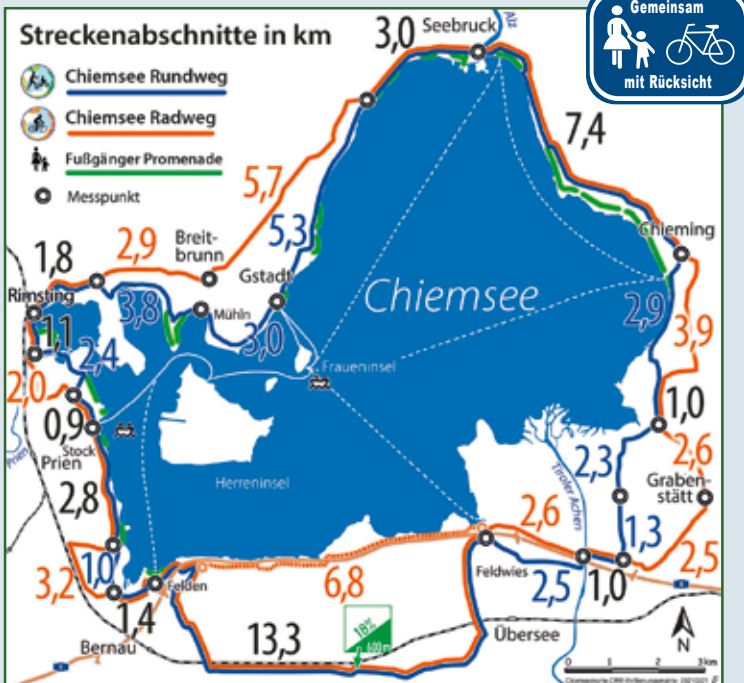 Streckenabschnitte in km
Chiemsee Rundweg
Chiemsee Radweg
Fußgänger Promenade
Messpunkt
Gemeinsam
mit Rücksicht
3,0
Seebruck
Alz
7,4
5,7
Chieming
2,9
Breit-
brunn
5,3
1,8
Gstadt
Chiemsee
Rimsting
3,8
Mühln
2,9
3,9
1,1
3,0
2,4
Fraueninsel
2,0
1,0
0,9
Stock
Prien
Prien
2,3
2,6
Graben-
stätt
Herreninsel
Tiroler Achen
2,8
2,6
1,3
2,5
1,0
3,2
Felden
6,8
Feldwies
2,5
1,0
1,4
Bernau
13,3
18%
600m
Übersee
N
0 1 2 3km